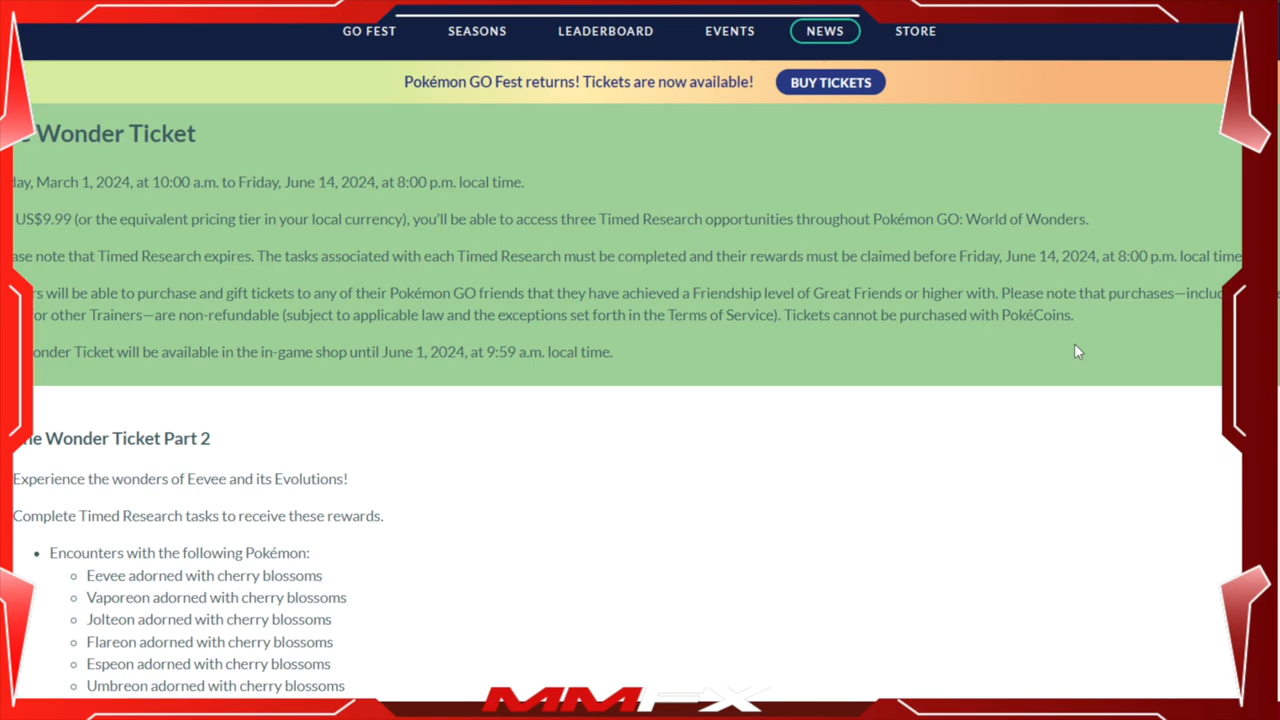 GO FEST SEASONS LEADERBOARD EVENTS NEWS STORE
Pokémon GO Fest returns! Tickets are now available! BUY TICKETS
Wonder Ticket
March 1, 2024, at 10:00 a.m. to Friday, June 14, 2024, at 8:00 p.m. local time.
US$9.99 (or the equivalent pricing tier in your local currency), you'll be able to access three Timed Research opportunities throughout Pokémon GO: World of Wonders.
note that Timed Research expires. The tasks associated with each Timed Research must be completed and their rewards must be claimed before Friday, June 14, 2024, at 8:00 p.m. local time
will be able to purchase and gift tickets to any of their Pokémon GO friends that they have achieved a Friendship level of Great Friends or higher with. Please note that purchases—
or other Trainers—are non-refundable (subject to applicable law and the exceptions set forth in the Terms of Service). Tickets cannot be purchased with PokéCoins.
Ticket will be available in the in-game shop until June 1, 2024, at 9:59 a.m. local time.
Wonder Ticket Part 2
Experience the wonders of Eevee and its Evolutions!
Complete Timed Research tasks to receive these rewards.
• Encounters with the following Pokémon:
○ Eevee adorned with cherry blossoms
○ Vaporeon adorned with cherry blossoms
○ Jolteon adorned with cherry blossoms
○ Flareon adorned with cherry blossoms
○ Espeon adorned with cherry blossoms
○ Umbreon adorned with cherry blossoms
MMFX